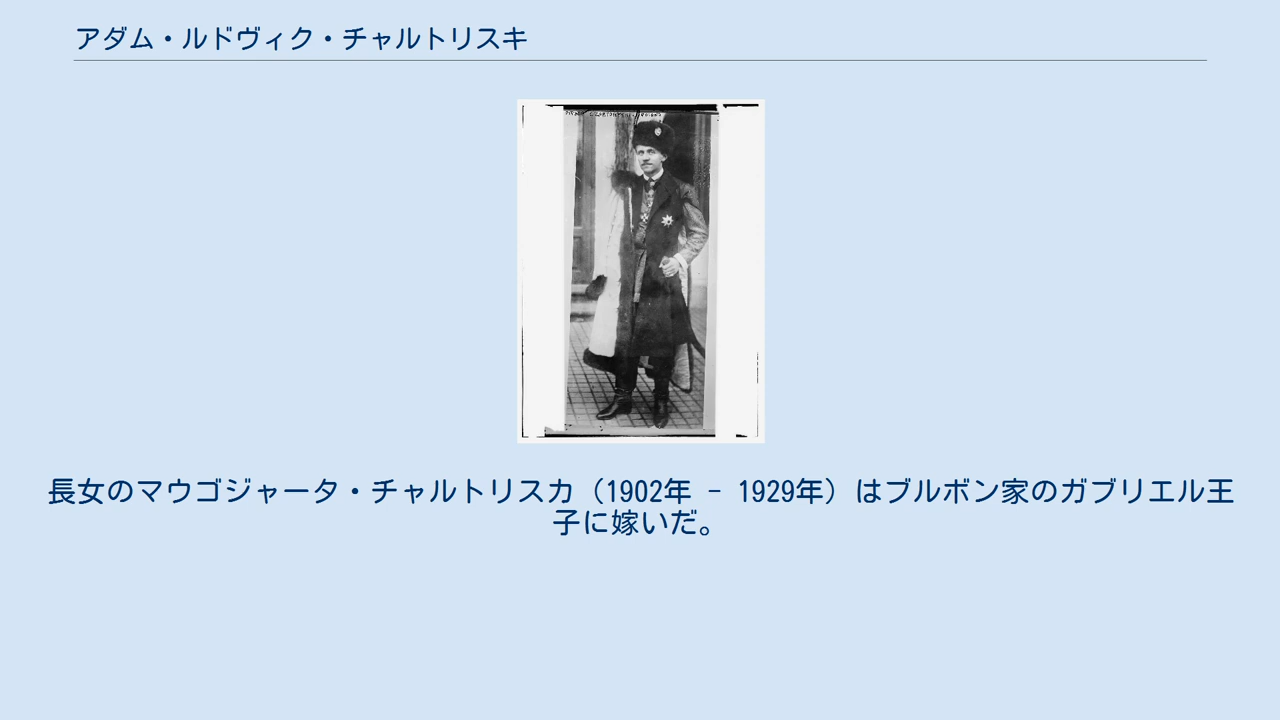 アダム・ルドヴィク・チャルトリスキ
長女のマウゴジャータ・チャルトリスカ（1902年 - 1929年）はブルボン家のガブリエル王
子に嫁いだ。